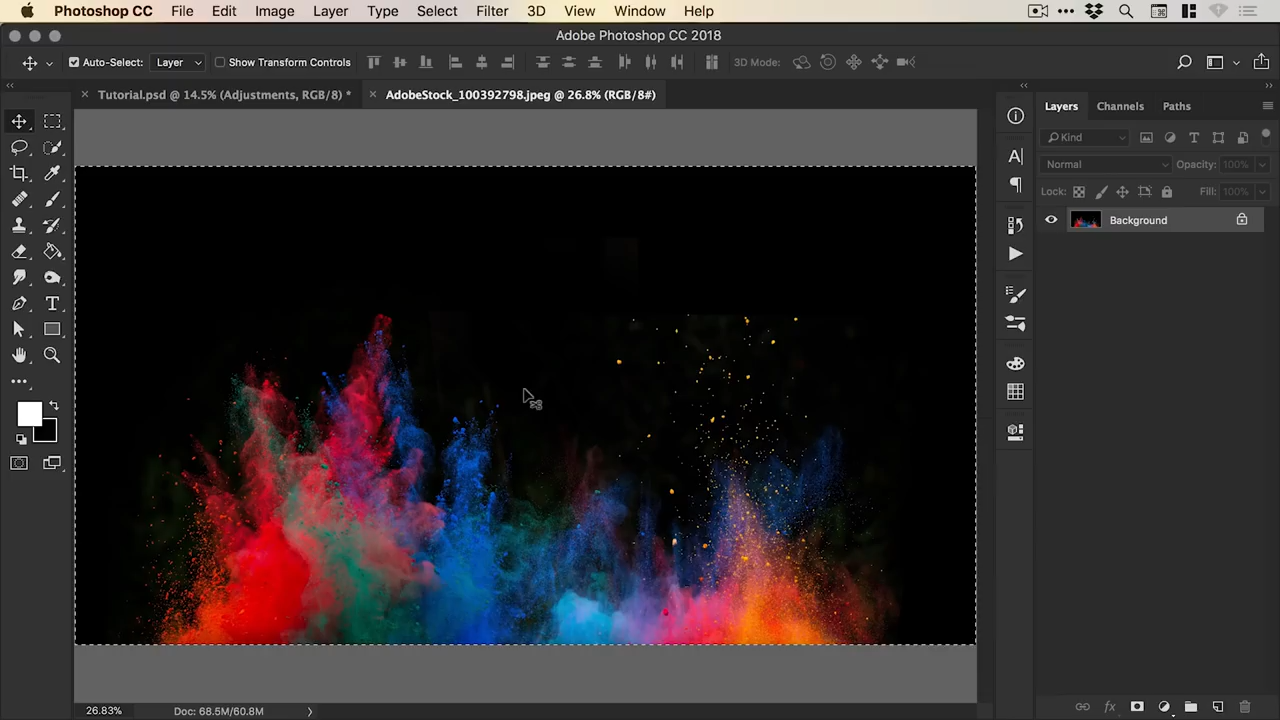 Photoshop CC File Edit Image Layer Type Select Filter 3D View Window Help
Adobe Photoshop CC 2018
Auto-Select: Layer Show Transform Controls 3D Mode:
Tutorial.psd @ 14.5% (Adjustments, RGB/8) *
AdobeStock_100392798.jpeg @ 26.8% (RGB/8#)
Layers Channels Paths
Kind
Normal Opacity: 100%
Lock: Fill: 100%
Background
26.83% Doc: 68.5M/60.8M